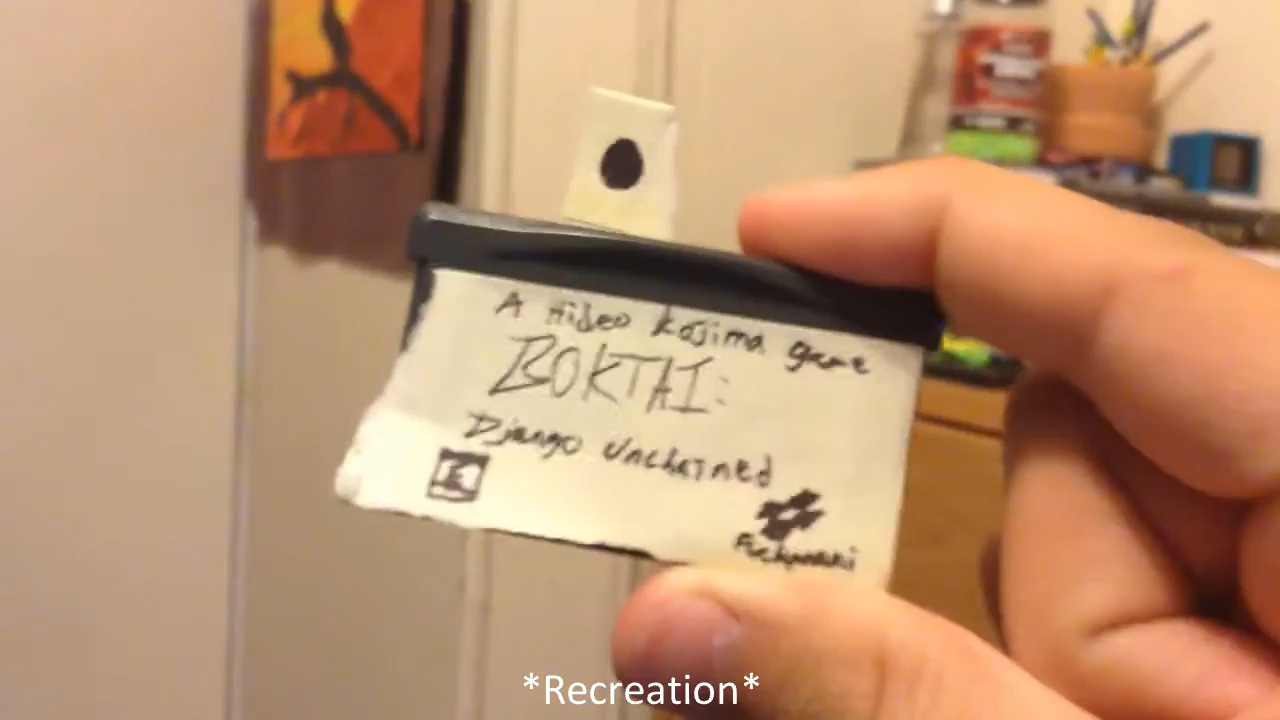 A Hideo Kojima game
BOKTAI:
Django Unchained
E
*Recreation*